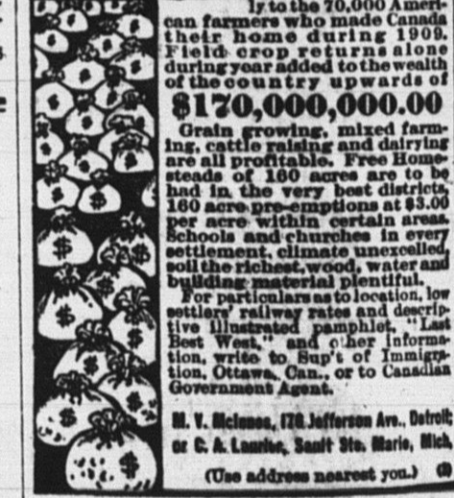 ly to the 70,000 Ameri-
can farmers who made Canada
their home during 1909.
Field crop returns alone
during year added to the wealth
of the country upwards of
$170,000,000.00
Grain growing, mixed farm-
ing, cattle raising and dairying
are all profitable. Free Home-
steads of 160 acres are to be
had in the very best districts,
160 acre pre-emptions at $3.00
per acre within certain areas.
Schools and churches in every
settlement, climate unexcelled,
soil the richest, wood, water and
building material plentiful.
For particulars as to location, low
settlers' railway rates and descrip-
tive illustrated pamphlet, "Last
Best West," and other informa-
tion, write to Sup't of Immigra-
tion, Ottawa, Can., or to Canadian
Government Agent.
M. V. McInnes, 176 Jefferson Ave., Detroit;
or C. A. Laurier, Sault Ste. Marie, Mich.
(Use address nearest you.)